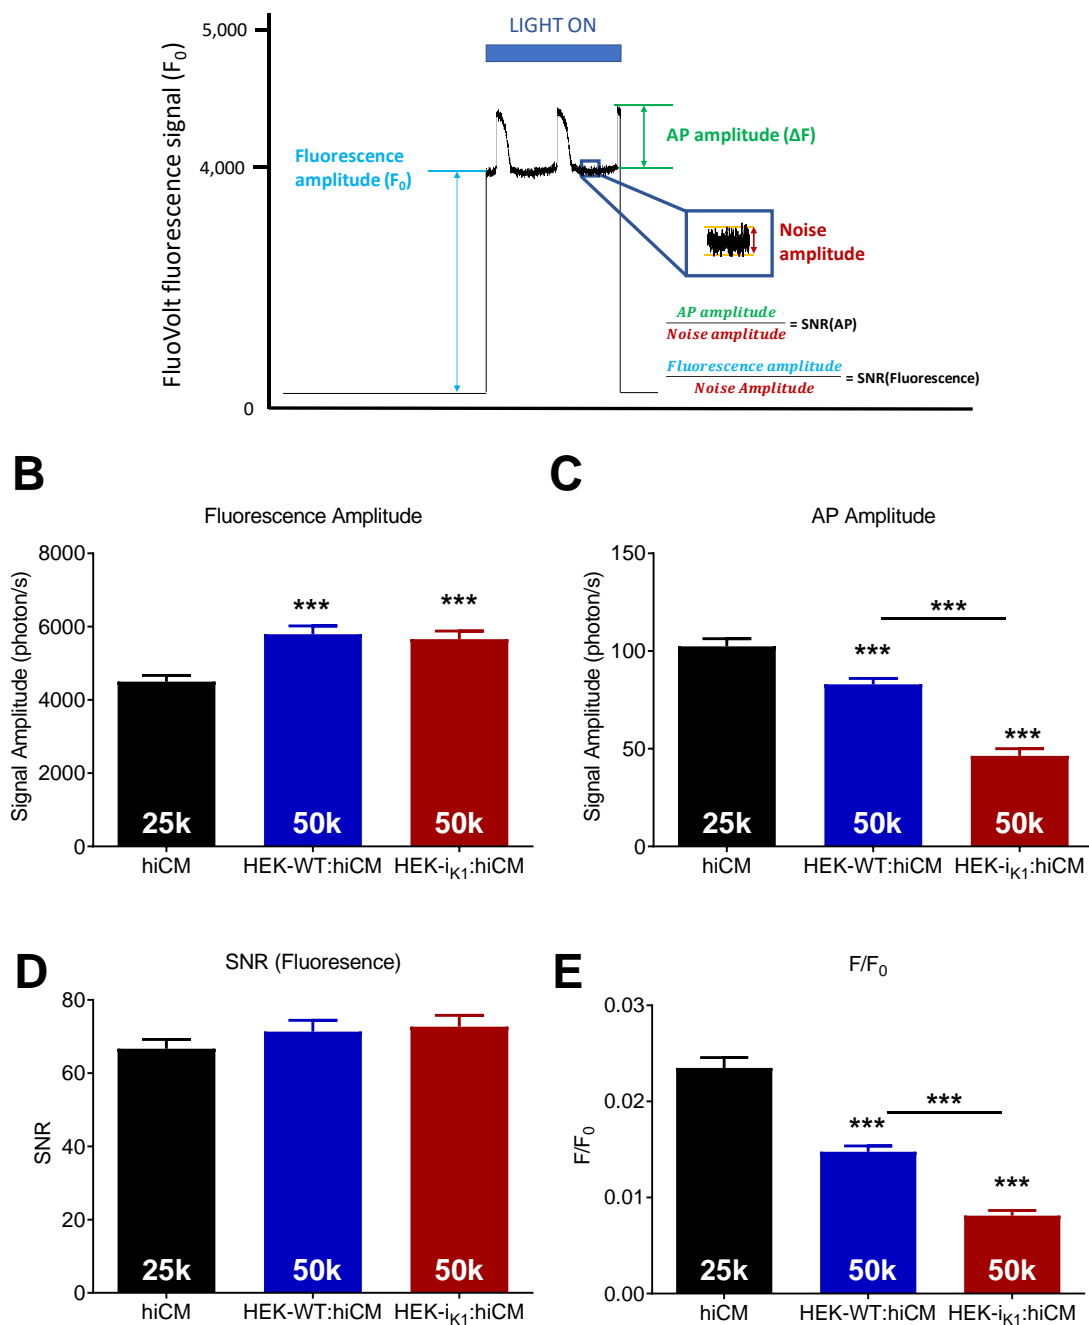 LIGHT ON
5,000
4,000
0
FluoVolt fluorescence signal (F0)
Fluorescence
amplitude (F0)
AP amplitude (ΔF)
Noise
amplitude
AP amplitude
Noise amplitude
= SNR(AP)
Fluorescence amplitude
Noise Amplitude
= SNR(Fluorescence)
B
Fluorescence Amplitude
Signal Amplitude (photon/s)
8000
6000
4000
2000
0
***
***
25k
50k
50k
hiCM
HEK-WT:hiCM
HEK-iK1:hiCM
C
AP Amplitude
Signal Amplitude (photon/s)
150
100
50
0
***
***
***
25k
50k
50k
hiCM
HEK-WT:hiCM
HEK-iK1:hiCM
D
SNR (Fluoresence)
SNR
80
60
40
20
0
25k
50k
50k
hiCM
HEK-WT:hiCM
HEK-iK1:hiCM
E
F/F0
F/F0
0.03
0.02
0.01
0.00
***
***
***
25k
50k
50k
hiCM
HEK-WT:hiCM
HEK-iK1:hiCM